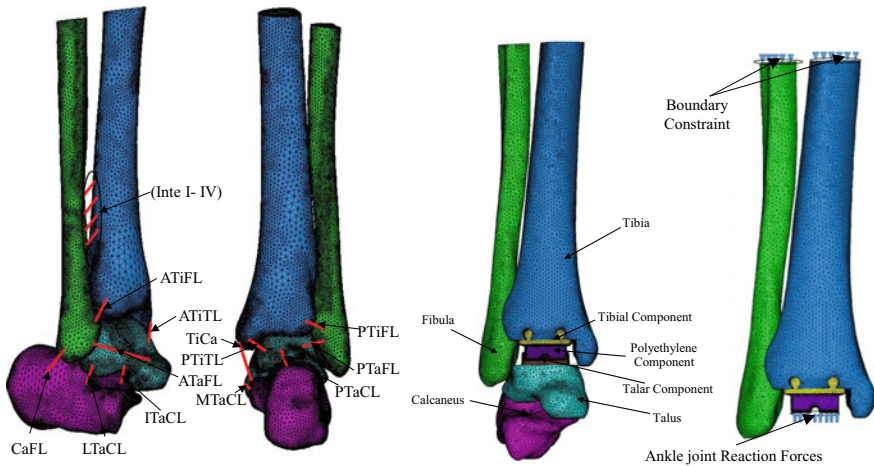 (Inte I- IV)
ATiFL
ATiTL
ATaFL
ITaCL
LTaCL
CaFL
TiCa
PTiTL
MTaCL
PTiFL
PTaFL
PTaCL
Tibia
Fibula
Tibial Component
Polyethylene
Component
Talar Component
Calcaneus
Talus
Boundary
Constraint
Ankle joint Reaction Forces